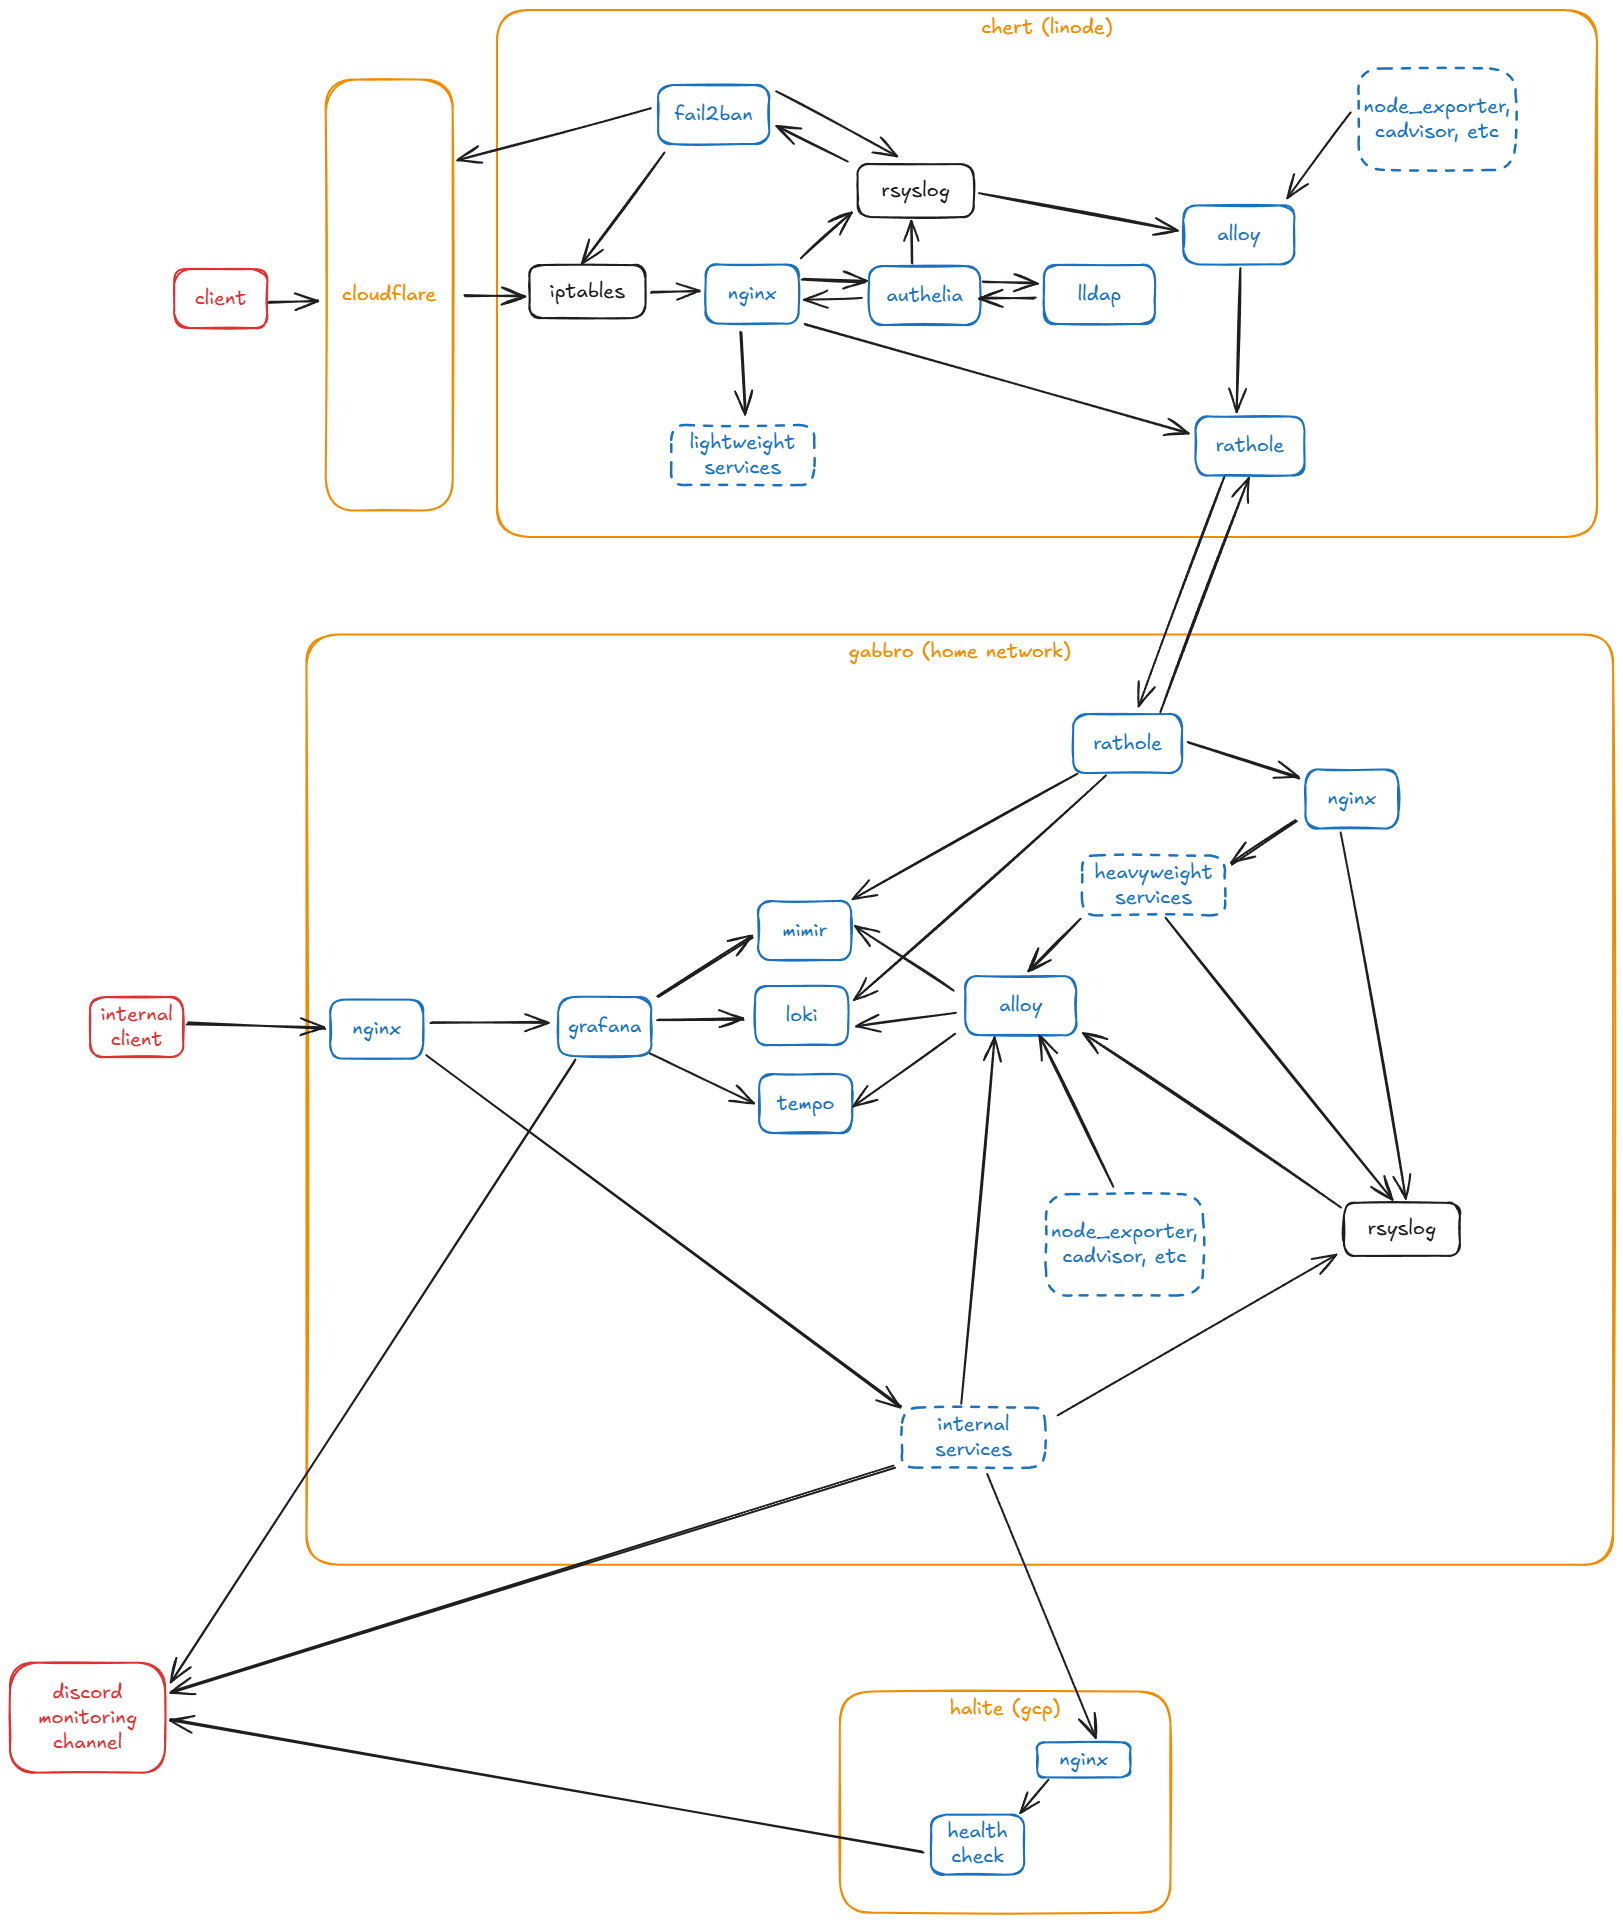 chert (linode)
fail2ban
node_exporter,
cadvisor, etc
rsyslog
alloy
client
cloudflare
iptables
nginx
authelia
lldap
lightweight
services
rathole
gabbro (home network)
rathole
nginx
heavyweight
services
mimir
alloy
loki
internal
client
nginx
grafana
tempo
node_exporter,
cadvisor, etc
rsyslog
internal
services
discord
monitoring
channel
halite (gcp)
nginx
health
check